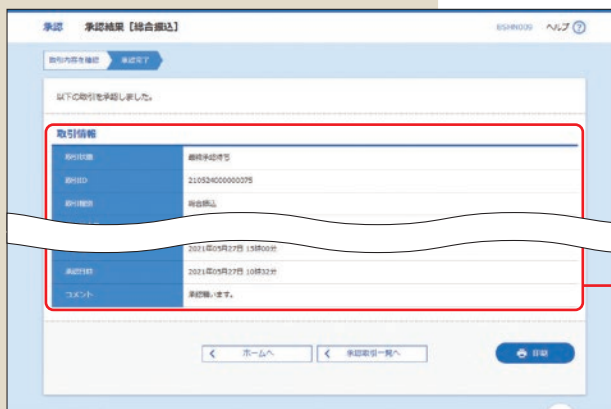 承認 承認結果［総合振込］ BSHN009 ヘルプ ?
取引内容を確認 承認完了
以下の取引を承認しました。
取引情報
取引状態 最終承認待ち
取引ID 210524000000375
取引種別 総合振込
2021年05月27日 15時00分
承認日時 2021年05月27日 10時32分
コメント 承認願います。
ホームへ 承認取引一覧へ 印刷